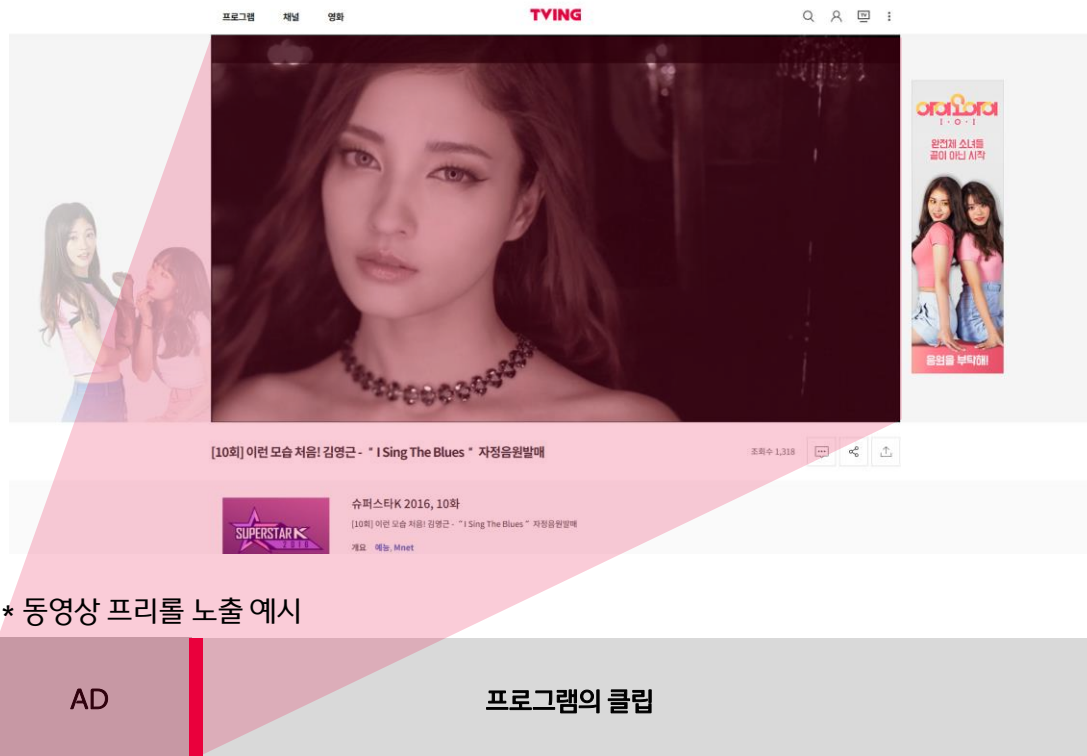 프로그램 채널 영화 TVING
아이오아이
I·O·I
완전체 소녀들
끝이 아닌 시작
음원을 부탁해!
[10회] 이런 모습 처음! 김영근 - “ I Sing The Blues “ 자정음원발매
조회수 1,318
SUPERSTAR K
2016
슈퍼스타K 2016, 10화
[10회] 이런 모습 처음! 김영근 - “ I Sing The Blues “ 자정음원발매
개요 예능, Mnet
* 동영상 프리롤 노출 예시
AD
프로그램의 클립